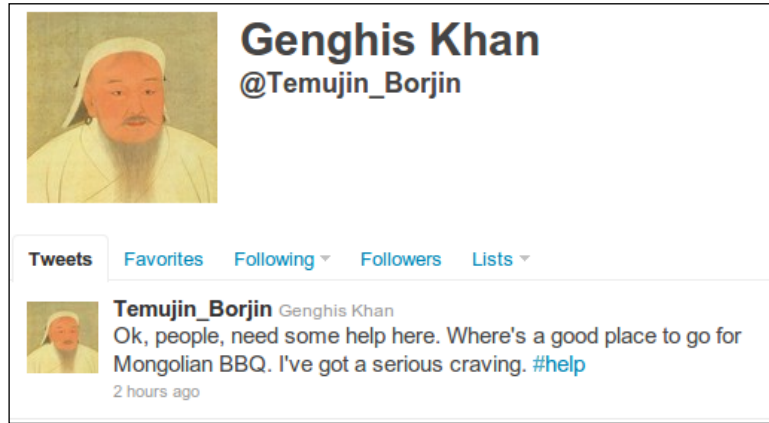 Genghis Khan
@Temujin_Borjin
Tweets Favorites Following Followers Lists
Temujin_Borjin Genghis Khan
Ok, people, need some help here. Where's a good place to go for
Mongolian BBQ. I've got a serious craving. #help
2 hours ago